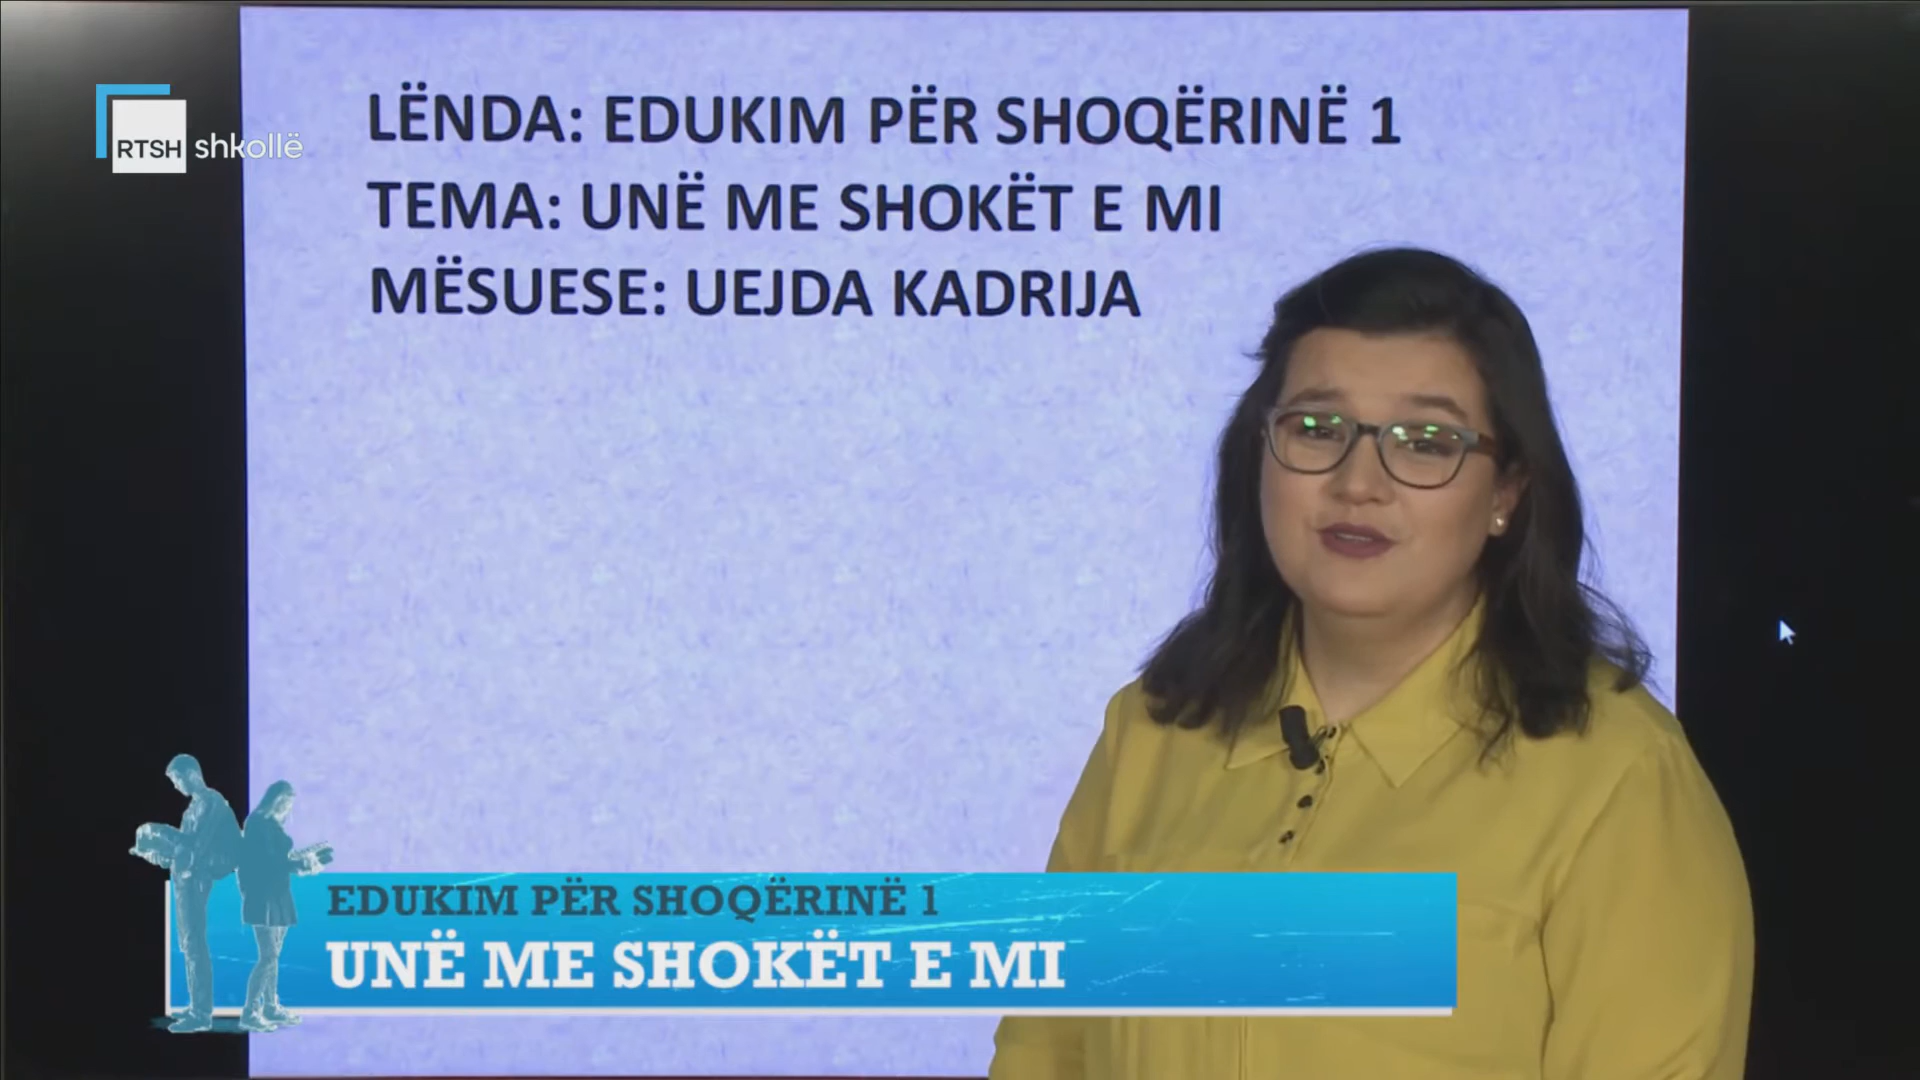 RTSH shkollë
LËNDA: EDUKIM PËR SHOQËRINË 1
TEMA: UNË ME SHOKËT E MI
MËSUESE: UEJDA KADRIJA
EDUKIM PËR SHOQËRINË 1
UNË ME SHOKËT E MI